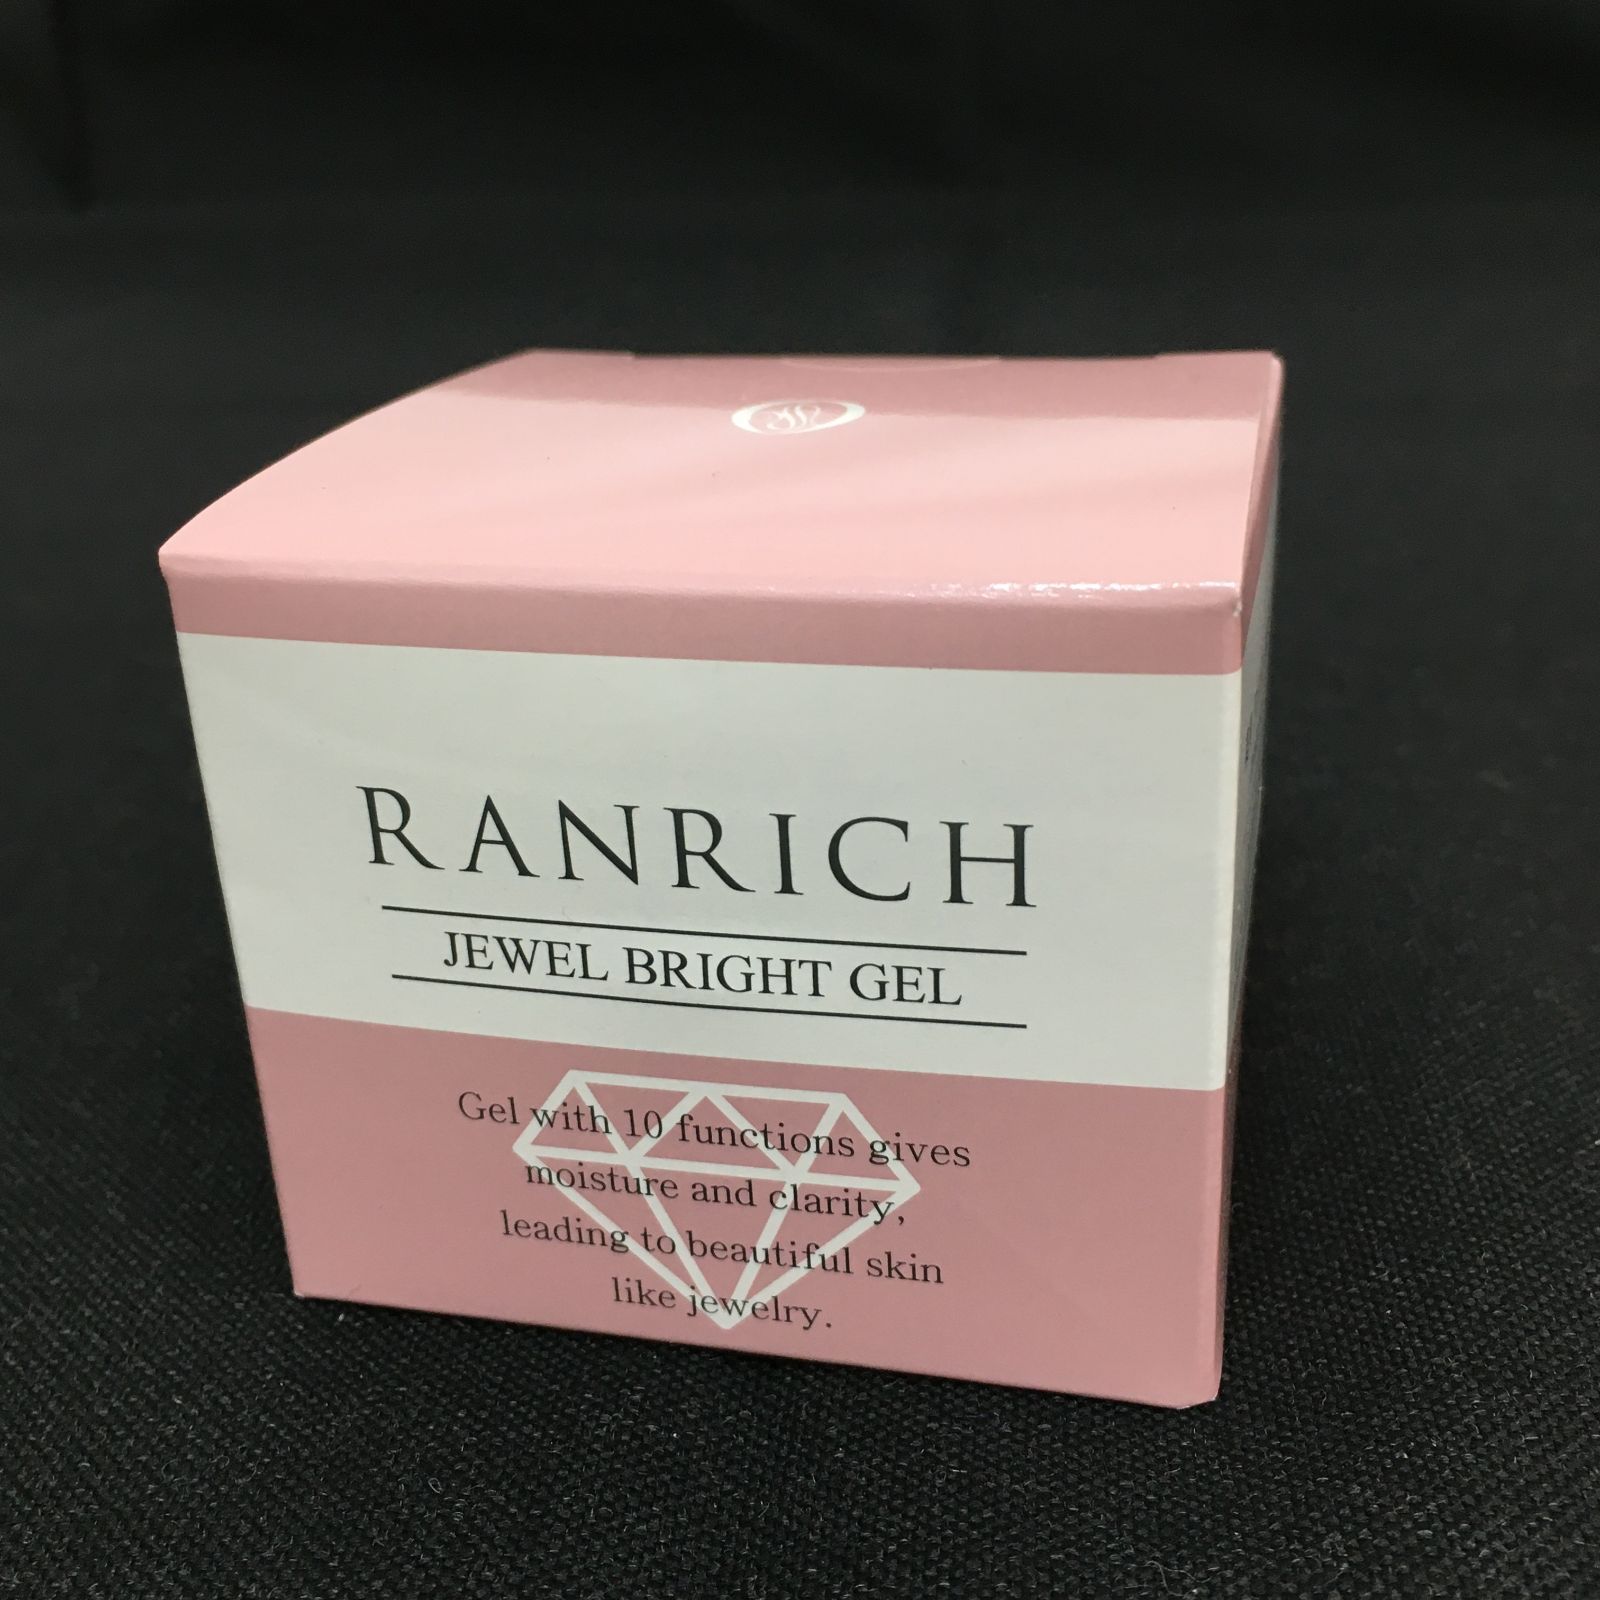 RANRICH
JEWEL BRIGHT GEL
Gel with 10 functions gives
moisture and clarity,
leading to beautiful skin
like jewelry.